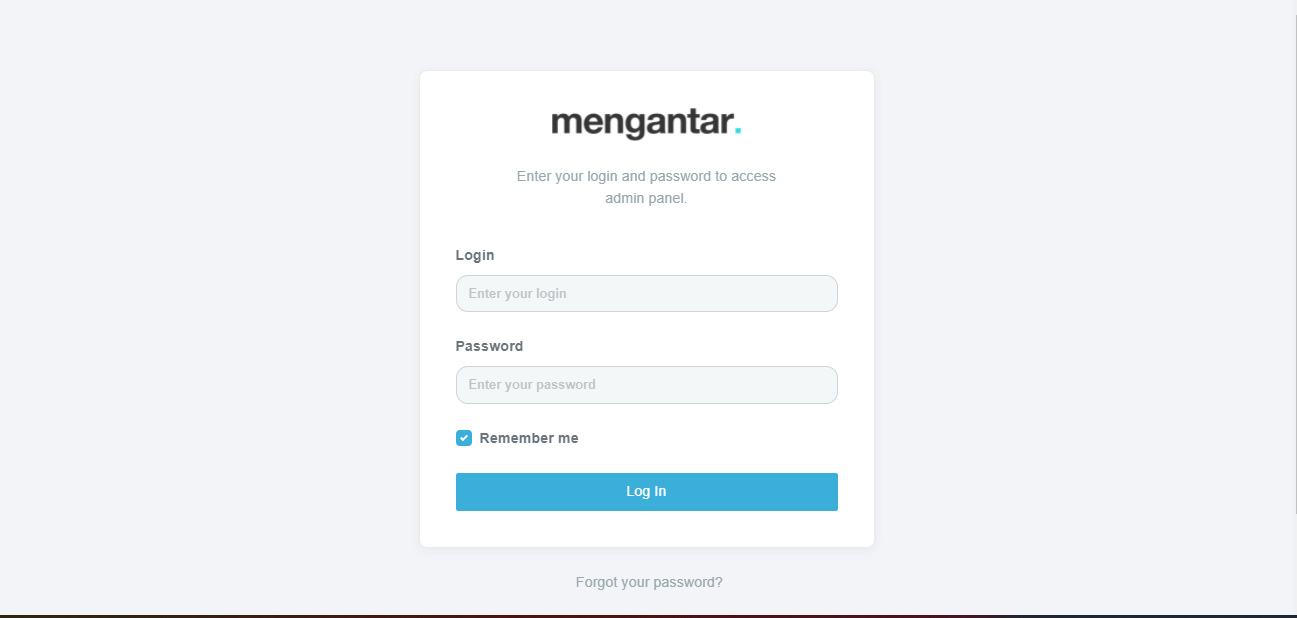 mengantar.
Enter your login and password to access
admin panel.
Login
Enter your login
Password
Enter your password
Remember me
Log In
Forgot your password?